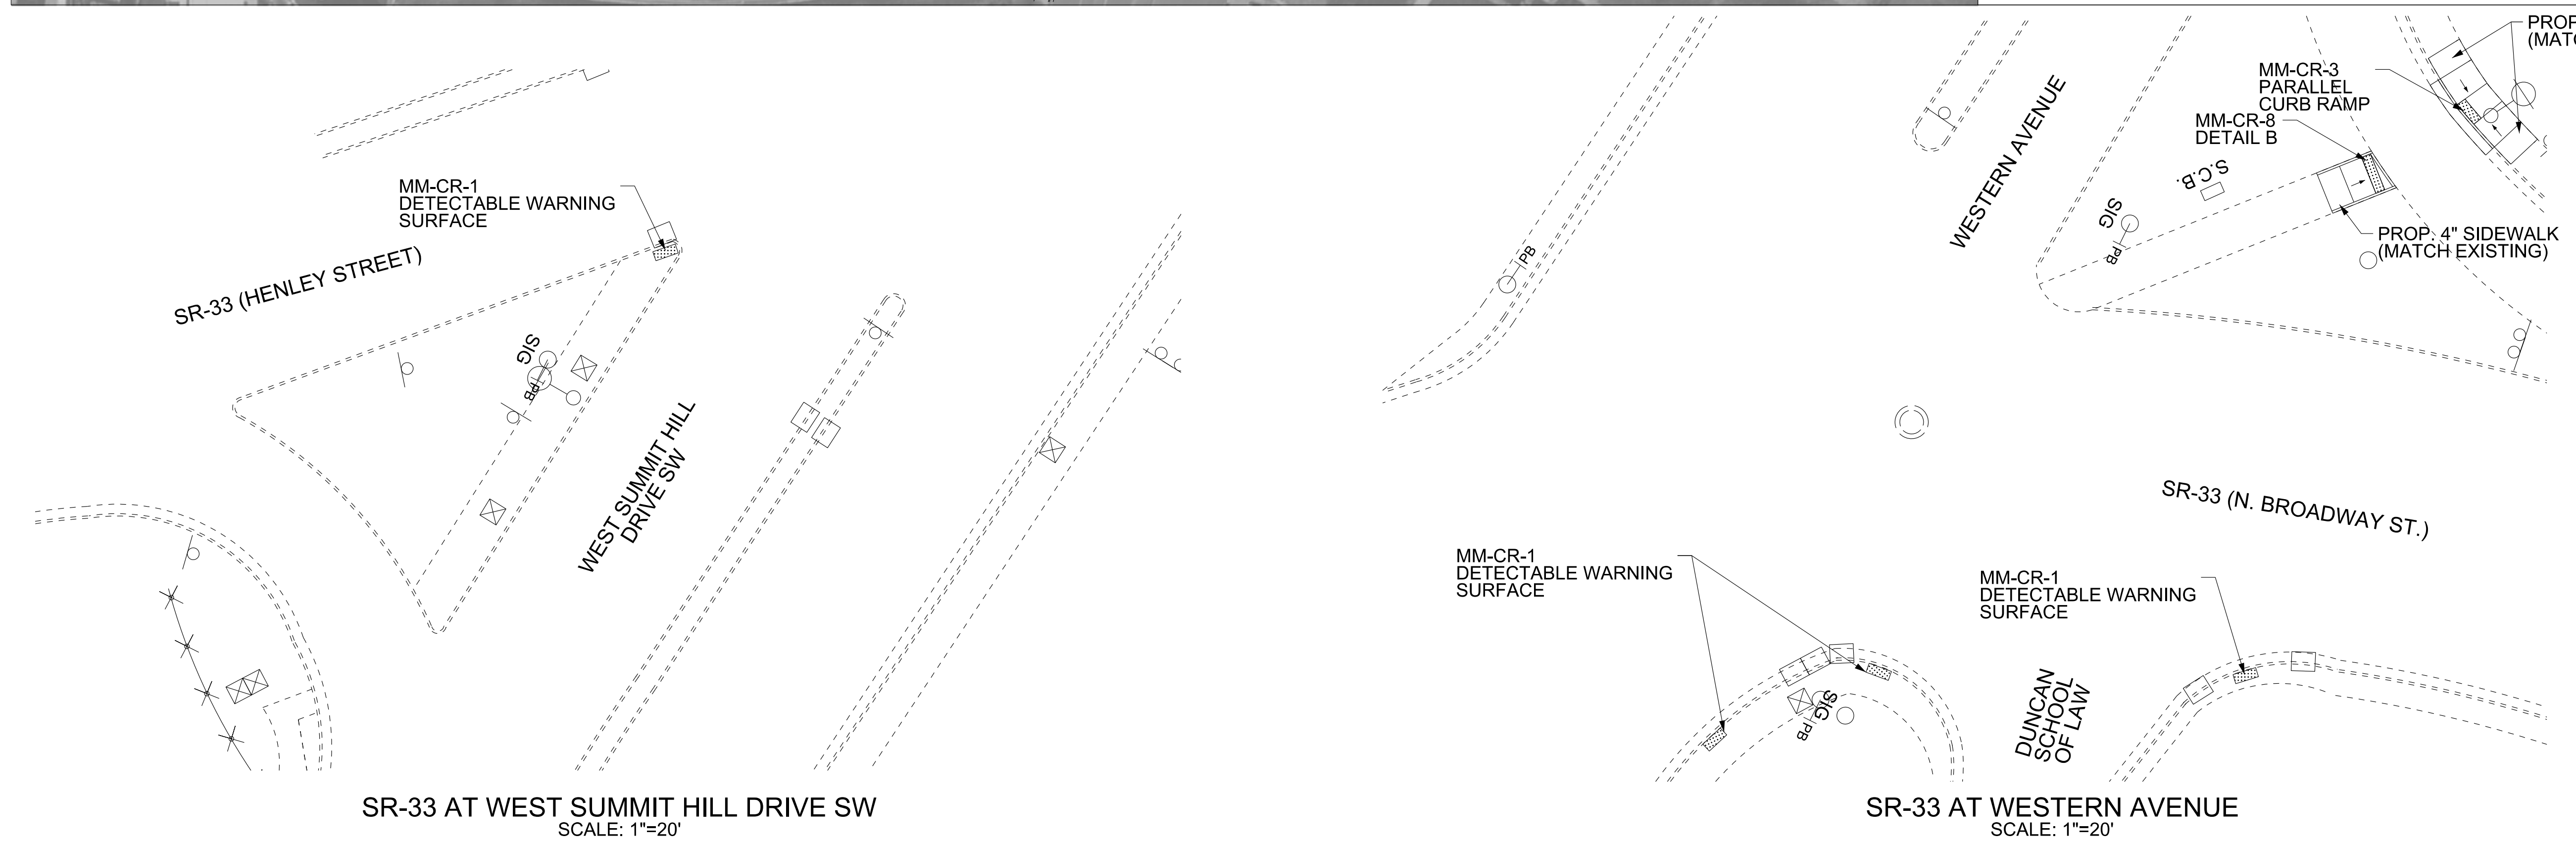 MM-CR-1
DETECTABLE WARNING
SURFACE
SR-33 (HENLEY STREET)
SIG
PB
WEST SUMMIT HILL
DRIVE SW
SR-33 AT WEST SUMMIT HILL DRIVE SW
SCALE: 1"=20'
PROP
(MATC
MM-CR-3
PARALLEL
CURB RAMP
MM-CR-8
DETAIL B
WESTERN AVENUE
S.C.B.
SIG
PB
PB
PROP. 4" SIDEWALK
(MATCH EXISTING)
SR-33 (N. BROADWAY ST.)
MM-CR-1
DETECTABLE WARNING
SURFACE
MM-CR-1
DETECTABLE WARNING
SURFACE
SIG
PB
DUNCAN
SCHOOL
OF LAW
SR-33 AT WESTERN AVENUE
SCALE: 1"=20'